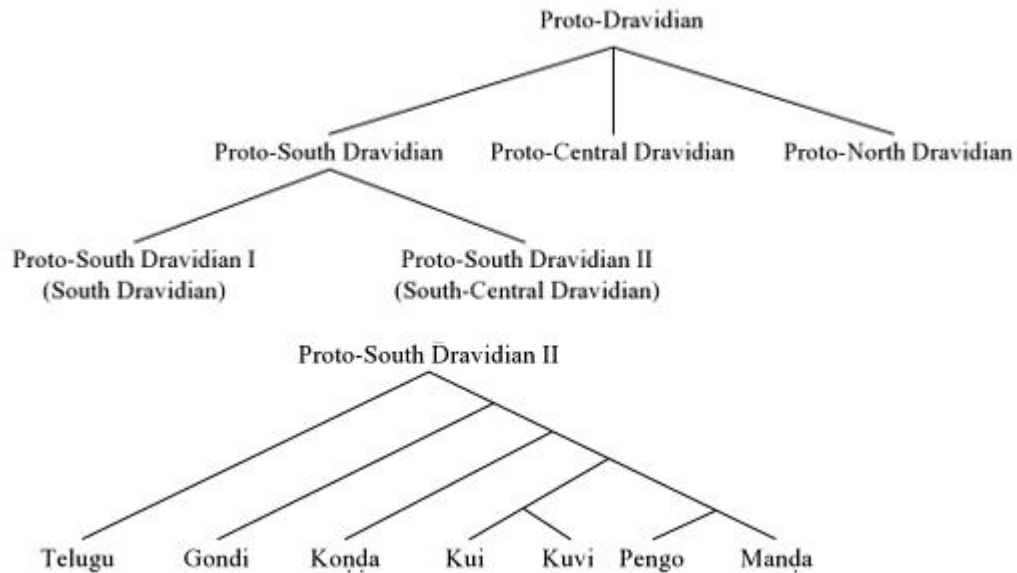 Proto-Dravidian
Proto-South Dravidian Proto-Central Dravidian Proto-North Dravidian
Proto-South Dravidian I Proto-South Dravidian II
(South Dravidian) (South-Central Dravidian)
Proto-South Dravidian II
Telugu Gondi Koṇḍa Kui Kuvi Pengo Manḍa